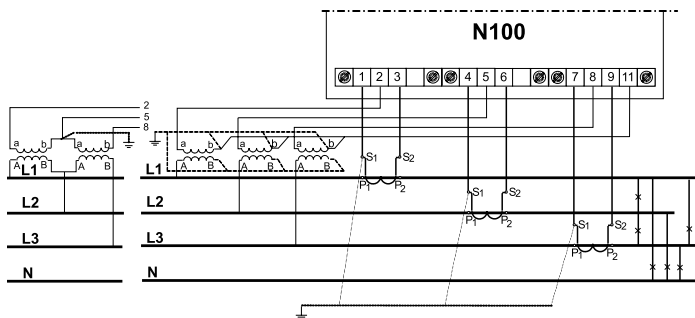 N100
1 2 3 4 5 6 7 8 9 11
2
5
8
a b a b a b a b a b
A B A B A B A B A B
S1 S2
L1 L1
P1 P2
S1 S2
L2 L2
P1 P2
S1 S2
L3 L3
P1 P2
N N